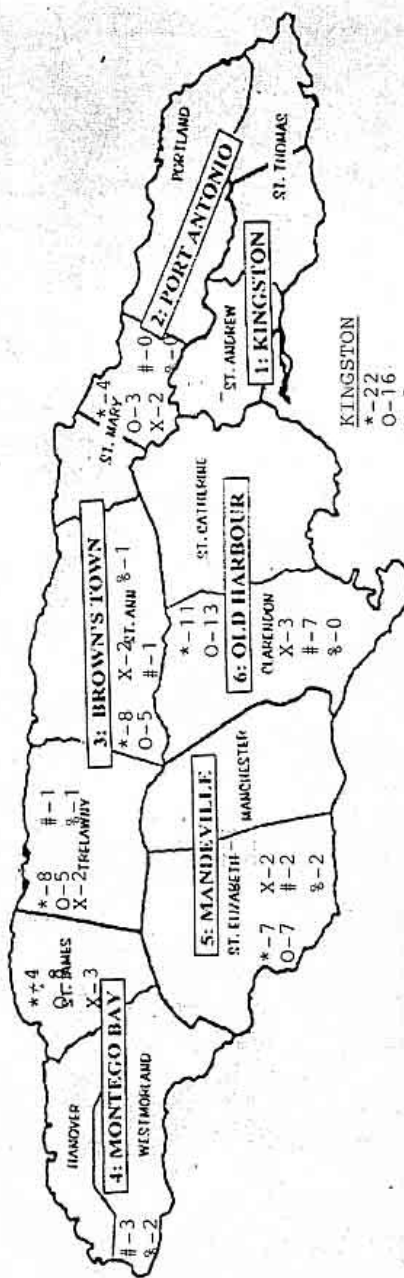 HANOVER
4: MONTEGO BAY
WESTMORLAND
#-3
%-2
*-4
O-8
ST. JAMES
X-3
*-8
#-1
O-5
%-1
X-2
TRELAWNY
3: BROWN'S TOWN
*-8
X-2
ST. ANN
%-1
O-5
#-1
*-4
ST. MARY
O-3
#-0
X-2
%-0
2: PORT ANTONIO
PORTLAND
5: MANDEVILLE
ST. ELIZABETH
MANCHESTER
*-7
X-2
O-7
#-2
%-2
*-11
O-13
ST. CATHERINE
6: OLD HARBOUR
CLARENDON
X-3
#-7
%-0
ST. ANDREW
1: KINGSTON
ST. THOMAS
KINGSTON
*-22
O-16